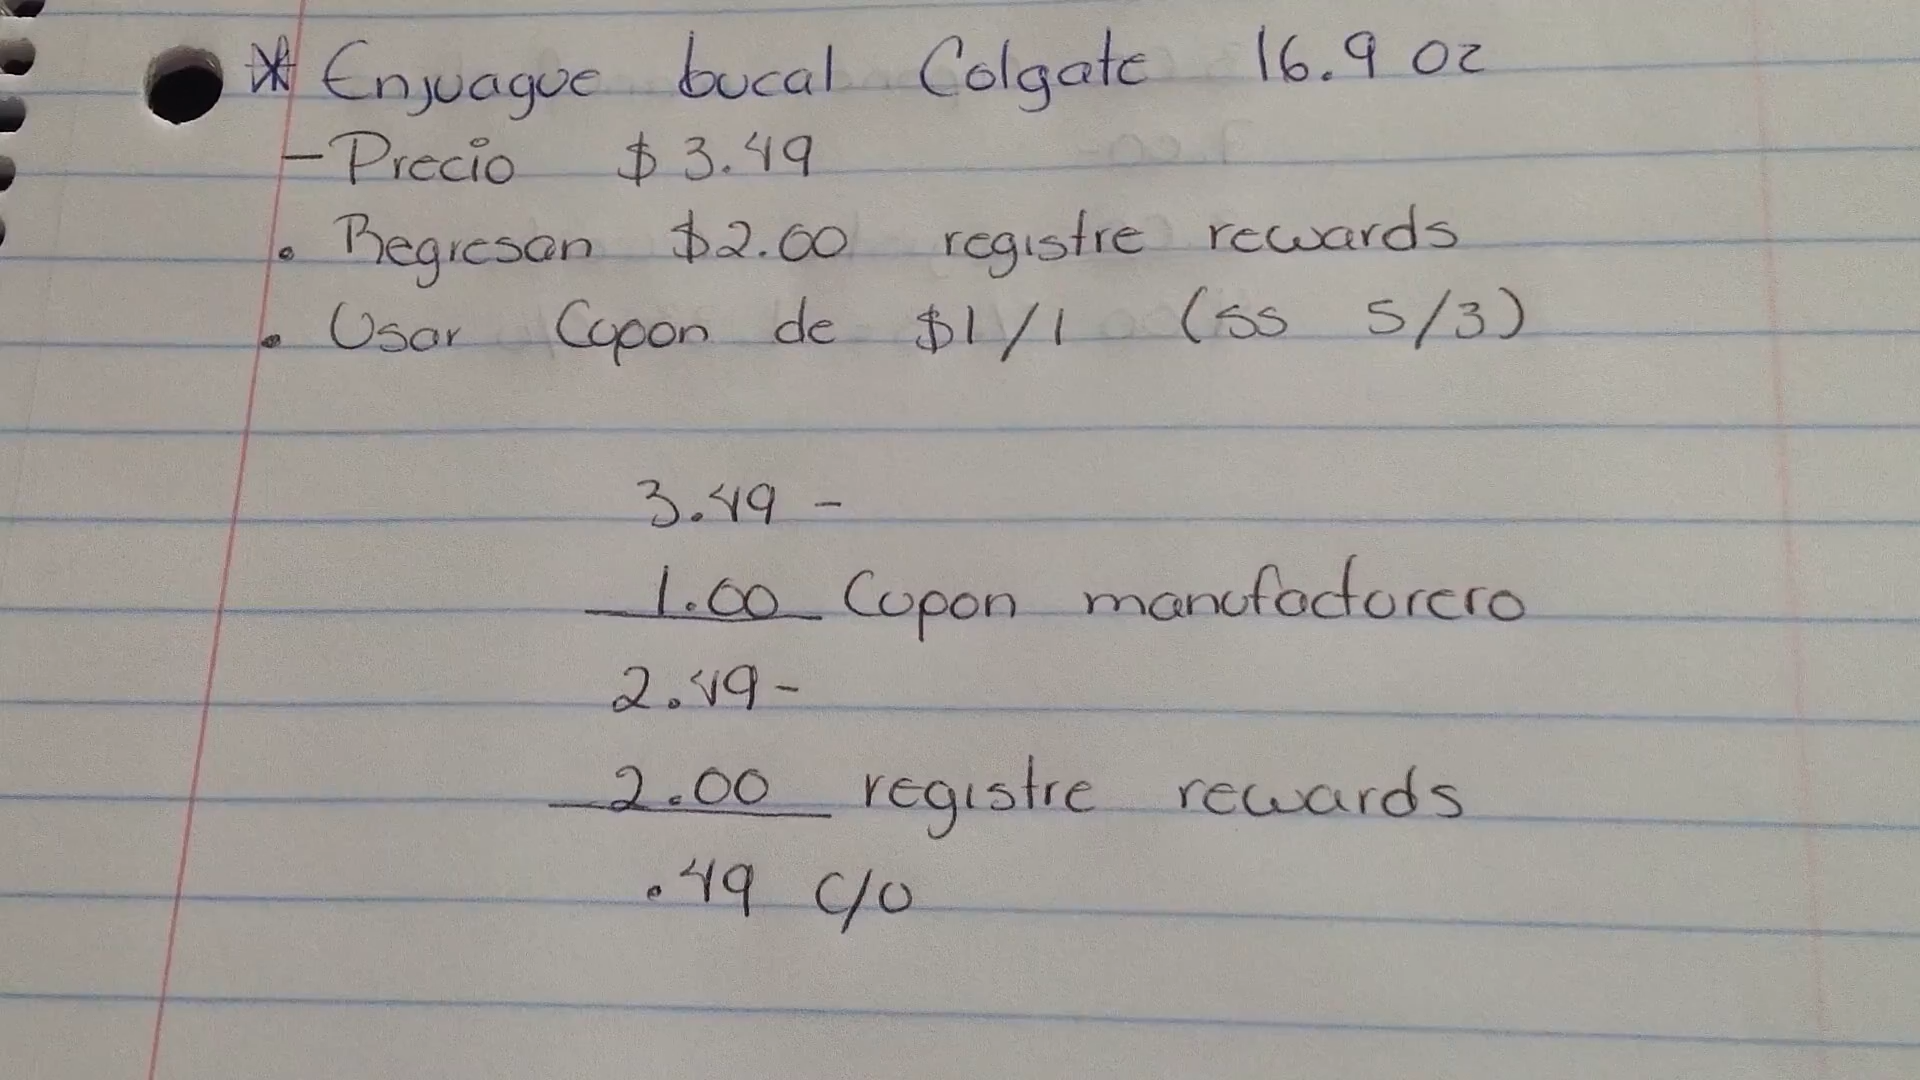 * Enjuague bucal Colgate 16.9 oz
- Precio $3.49
• Regresan $2.00 registre rewards
• Usar Cupon de $1/1 (ss 5/3)
3.49 -
1.00 Cupon manufacturero
2.49 -
2.00 registre rewards
.49 c/u